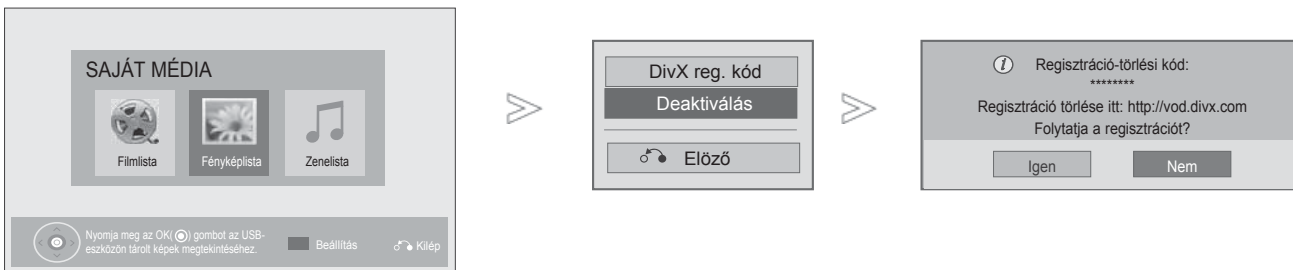 SAJÁT MÉDIA
Filmlista
Fényképlista
Zenelista
Nyomja meg az OK(◉) gombot az USB-
eszközön tárolt képek megtekintéséhez.
Beállítás
Kilép
DivX reg. kód
Deaktiválás
Elöző
Regisztráció-törlési kód:
********
Regisztráció törlése itt: http://vod.divx.com
Folytatja a regisztrációt?
Igen
Nem